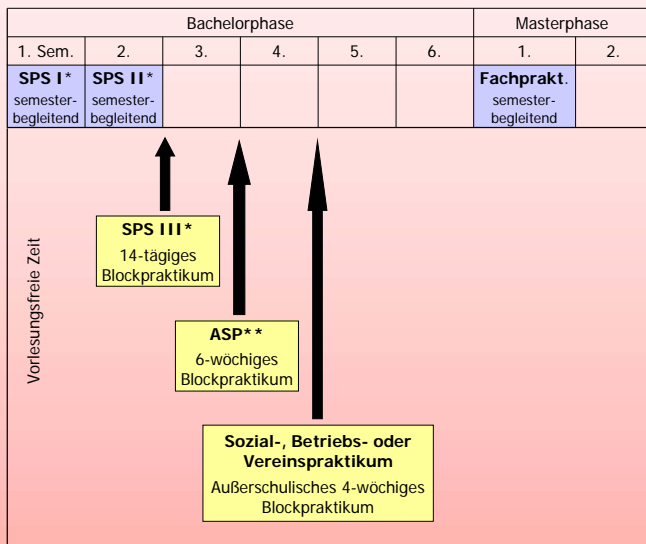 Bachelorphase
Masterphase
1. Sem.
2.
3.
4.
5.
6.
1.
2.
SPS I*
semester-
begleitend
SPS II*
semester-
begleitend
Fachprakt.
semester-
begleitend
Vorlesungsfreie Zeit
SPS III*
14-tägiges
Blockpraktikum
ASP**
6-wöchiges
Blockpraktikum
Sozial-, Betriebs- oder
Vereinspraktikum
Außerschulisches 4-wöchiges
Blockpraktikum